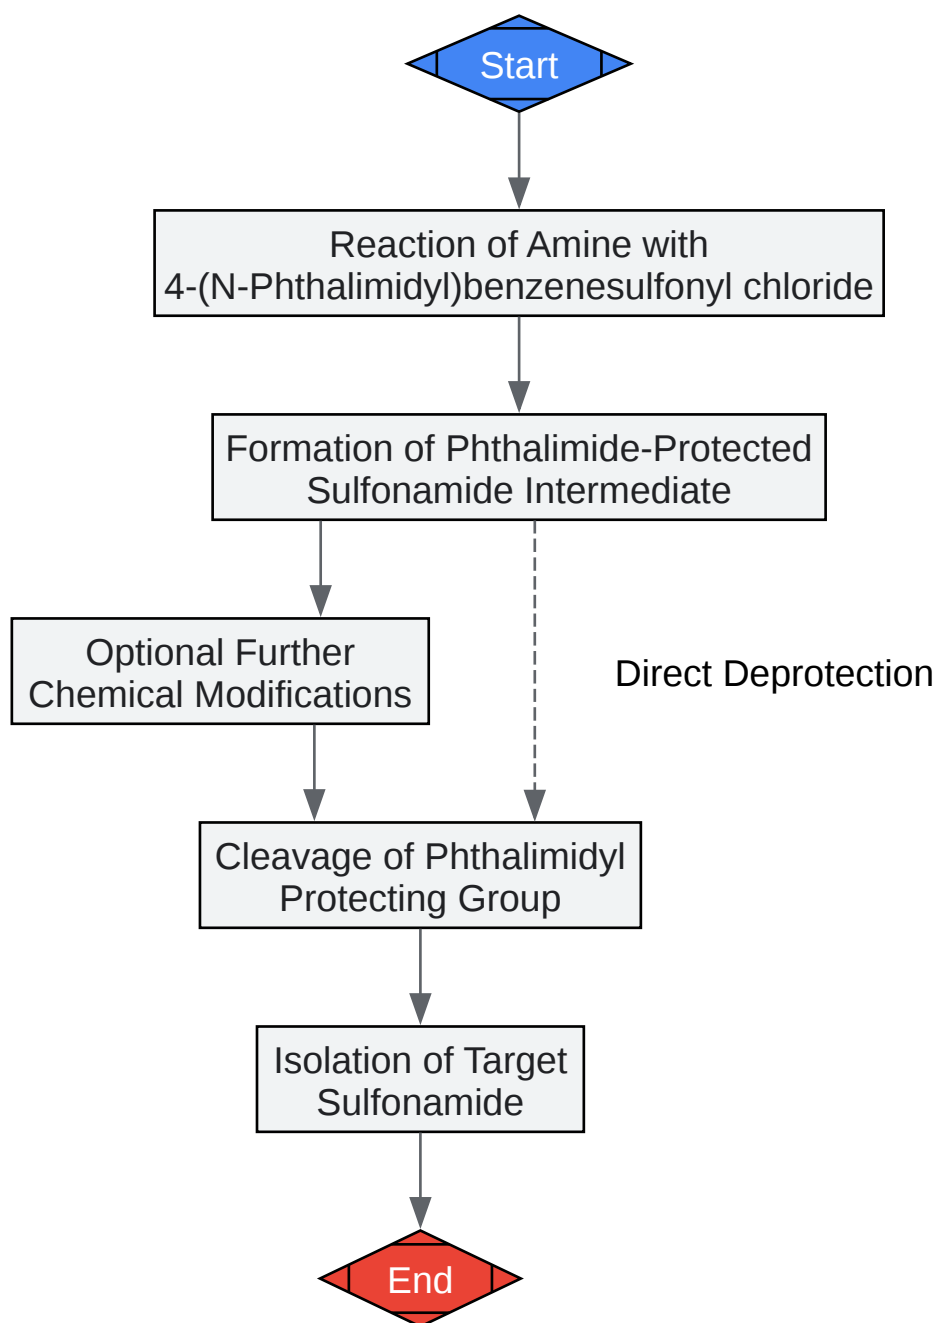 Start
Reaction of Amine with
4-(N-Phthalimidyl)benzenesulfonyl chloride
Formation of Phthalimide-Protected
Sulfonamide Intermediate
Optional Further
Chemical Modifications
Direct Deprotection
Cleavage of Phthalimidyl
Protecting Group
Isolation of Target
Sulfonamide
End